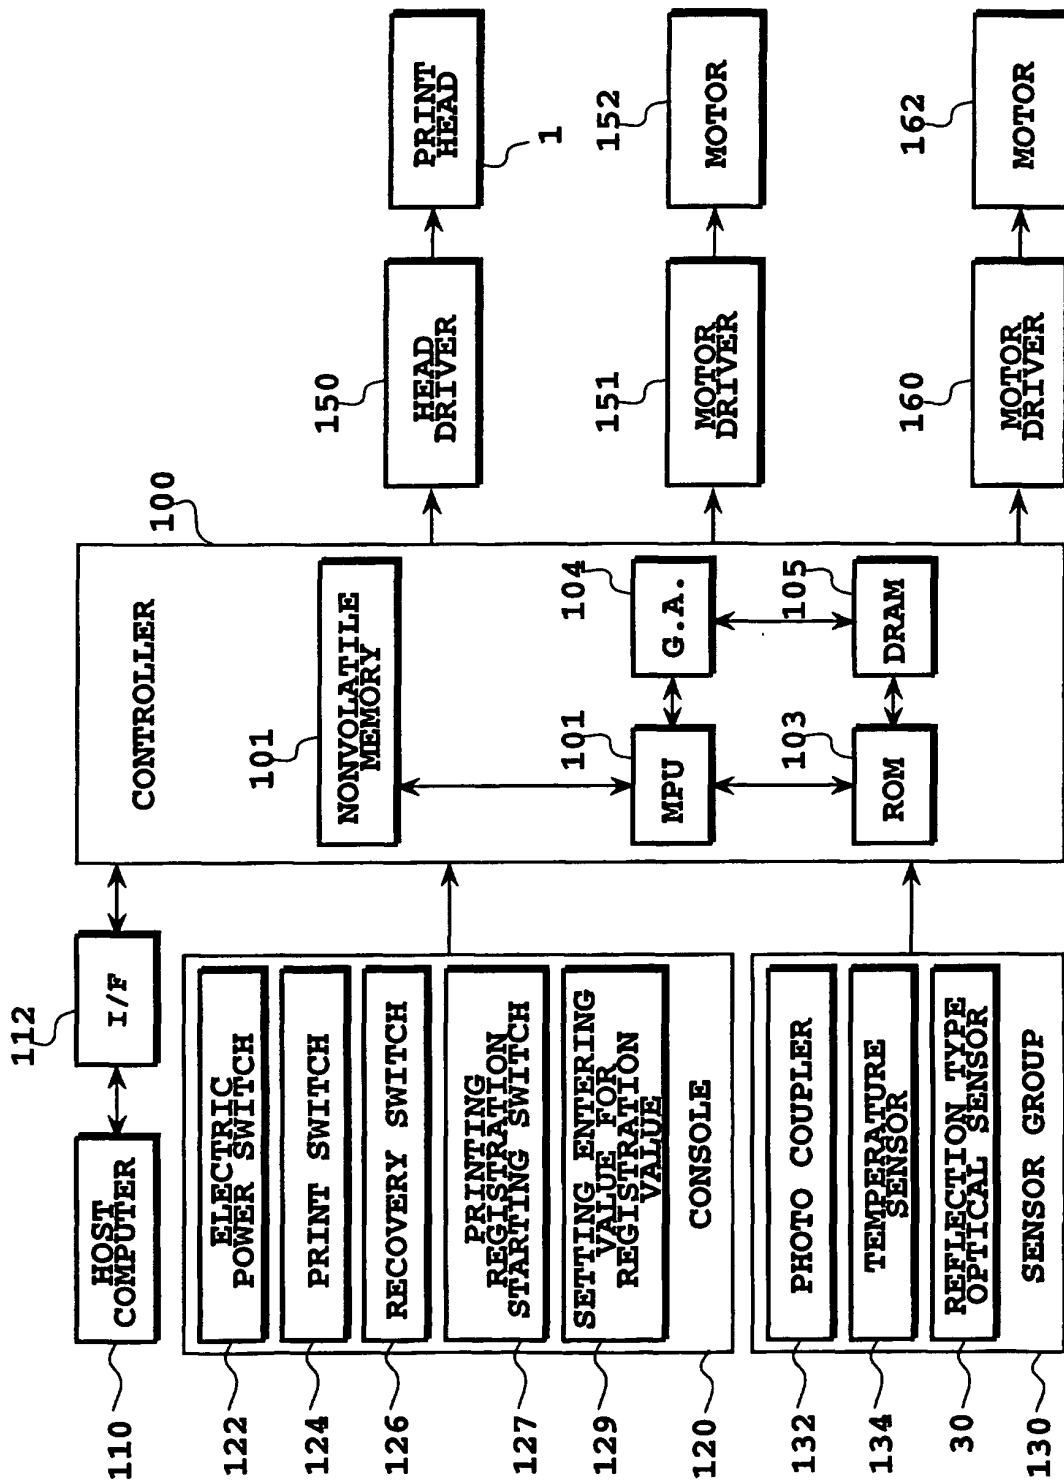 110
HOST
COMPUTER
112
I/F
122
ELECTRIC
POWER SWITCH
124
PRINT SWITCH
126
RECOVERY SWITCH
127
PRINTING
REGISTRATION
STARTING SWITCH
129
SETTING ENTERING
VALUE FOR
REGISTRATION
VALUE
120
CONSOLE
132
PHOTO COUPLER
134
TEMPERATURE
SENSOR
30
REFLECTION TYPE
OPTICAL SENSOR
130
SENSOR GROUP
100
CONTROLLER
101
NONVOLATILE
MEMORY
101
MPU
104
G.A.
103
ROM
105
DRAM
150
HEAD
DRIVER
PRINT
HEAD
1
151
MOTOR
DRIVER
152
MOTOR
160
MOTOR
DRIVER
162
MOTOR